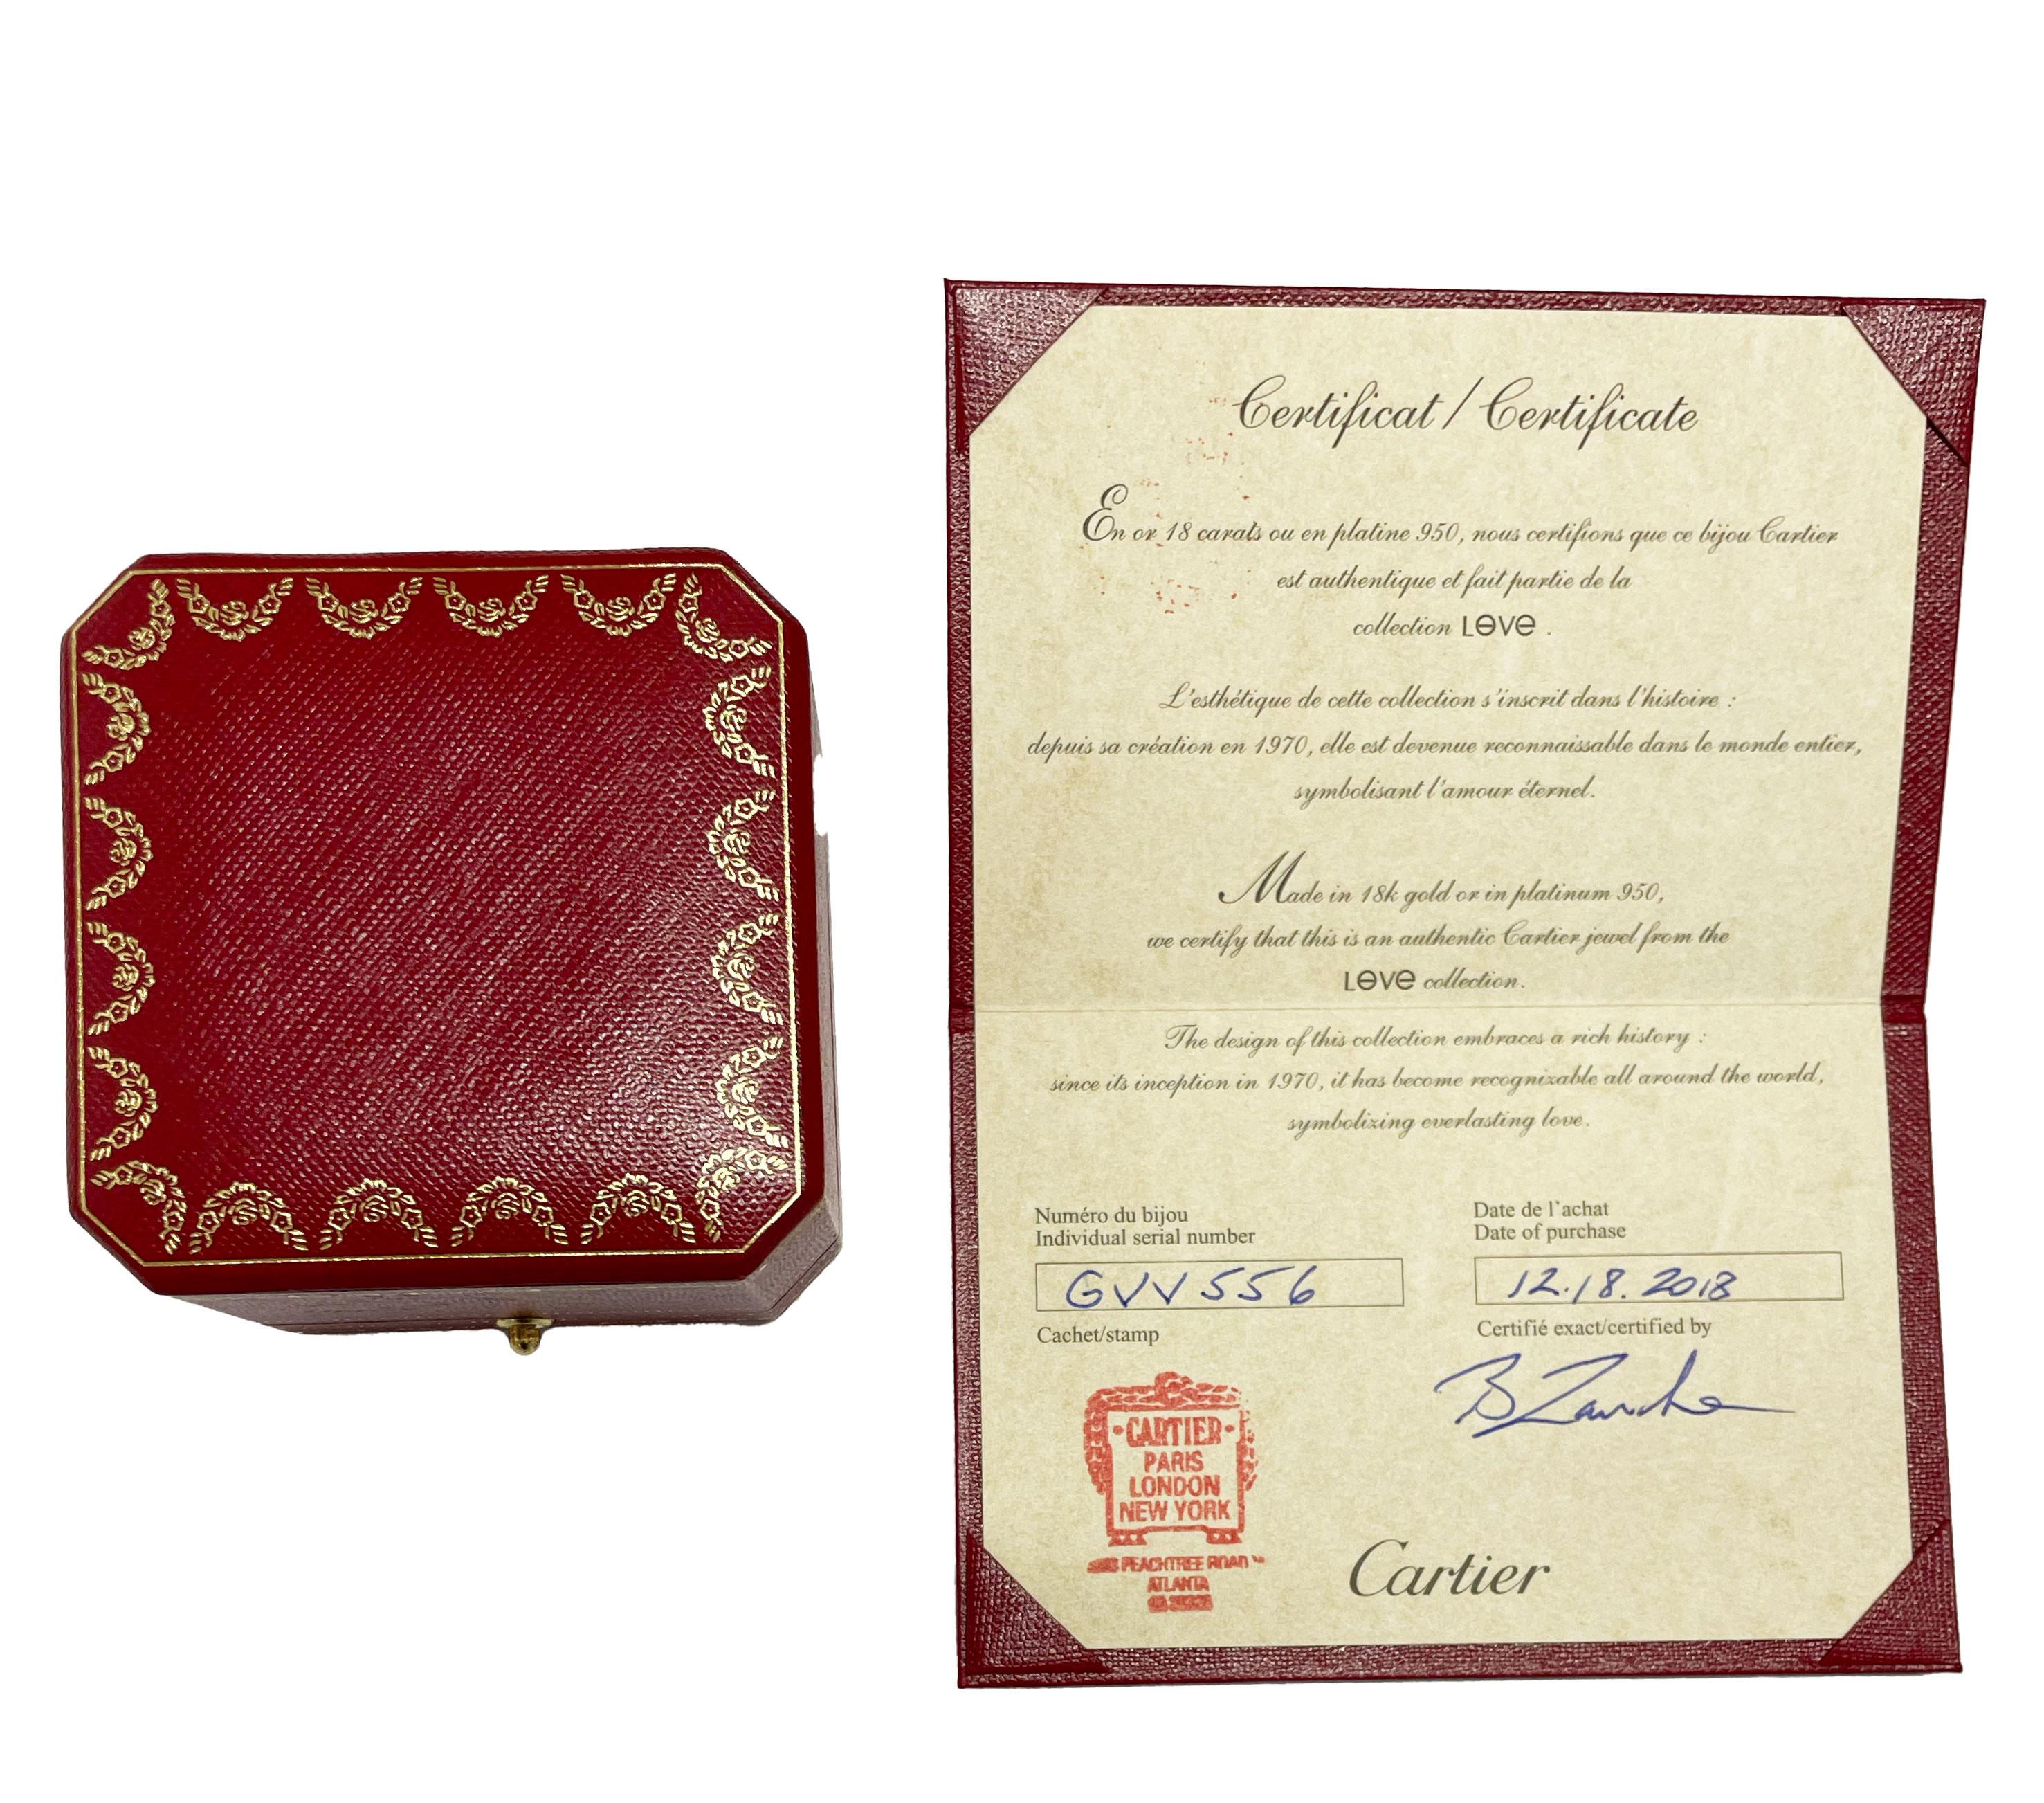 Certificat / Certificate
En or 18 carats ou en platine 950, nous certifions que ce bijou Cartier
est authentique et fait partie de la
collection LOVE .
L'esthétique de cette collection s'inscrit dans l'histoire :
depuis sa création en 1970, elle est devenue reconnaissable dans le monde entier,
symbolisant l'amour éternel.
Made in 18k gold or in platinum 950,
we certify that this is an authentic Cartier jewel from the
LOVE collection.
The design of this collection embraces a rich history :
since its inception in 1970, it has become recognizable all around the world,
symbolizing everlasting love.
Numéro du bijou
Individual serial number
GVV556
Cachet/stamp
Date de l'achat
Date of purchase
12.18.2018
Certifié exact/certified by
·CARTIER·
PARIS
LONDON
NEW YORK
PEACHTREE ROAD
ATLANTA
Cartier